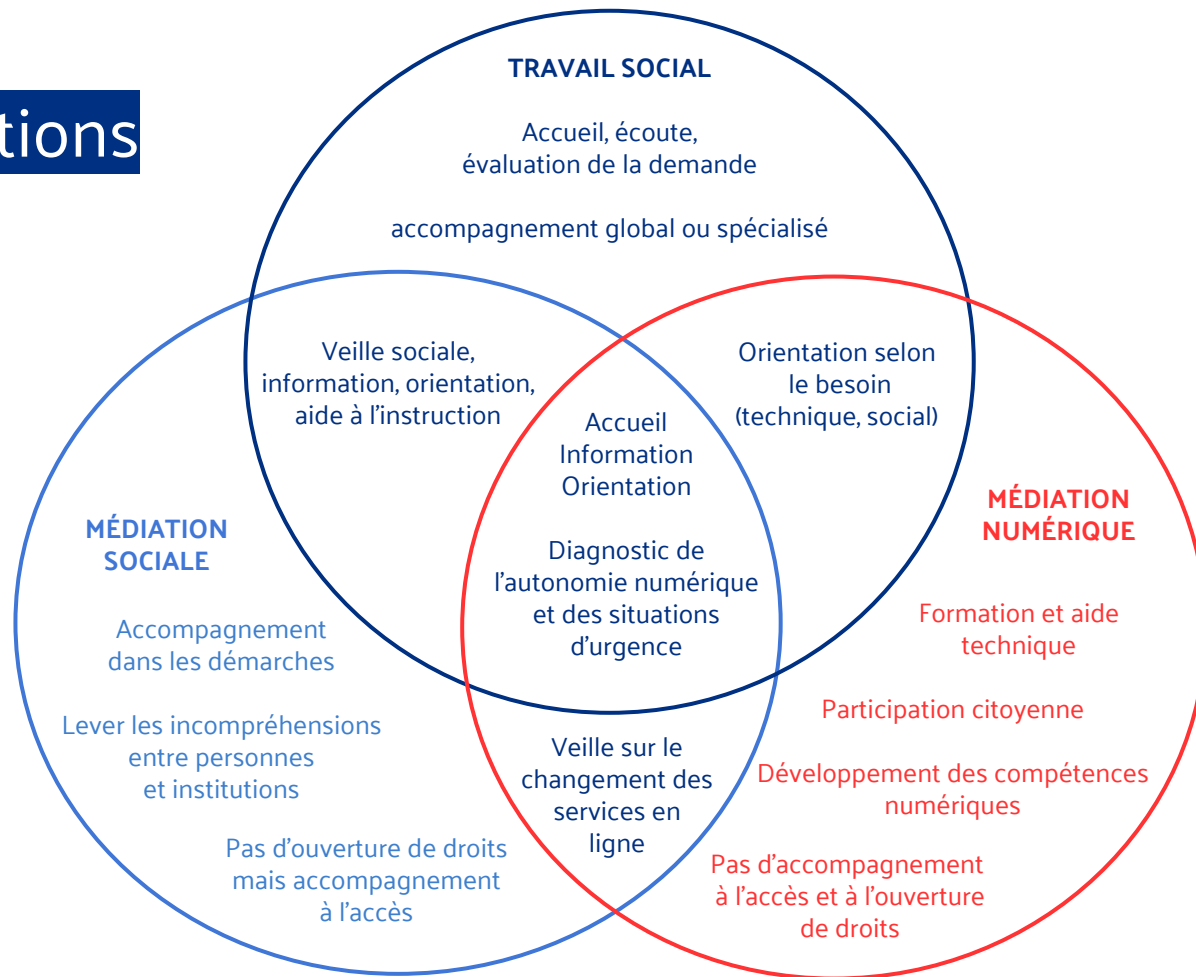 tions
TRAVAIL SOCIAL
Accueil, écoute,
évaluation de la demande
accompagnement global ou spécialisé
Veille sociale,
information, orientation,
aide à l’instruction
Orientation selon
le besoin
(technique, social)
Accueil
Information
Orientation
Diagnostic de
l’autonomie numérique
et des situations
d’urgence
MÉDIATION
SOCIALE
Accompagnement
dans les démarches
Lever les incompréhensions
entre personnes
et institutions
Pas d’ouverture de droits
mais accompagnement
à l’accès
MÉDIATION
NUMÉRIQUE
Formation et aide
technique
Participation citoyenne
Développement des compétences
numériques
Pas d’accompagnement
à l’accès et à l’ouverture
de droits
Veille sur le
changement des
services en
ligne